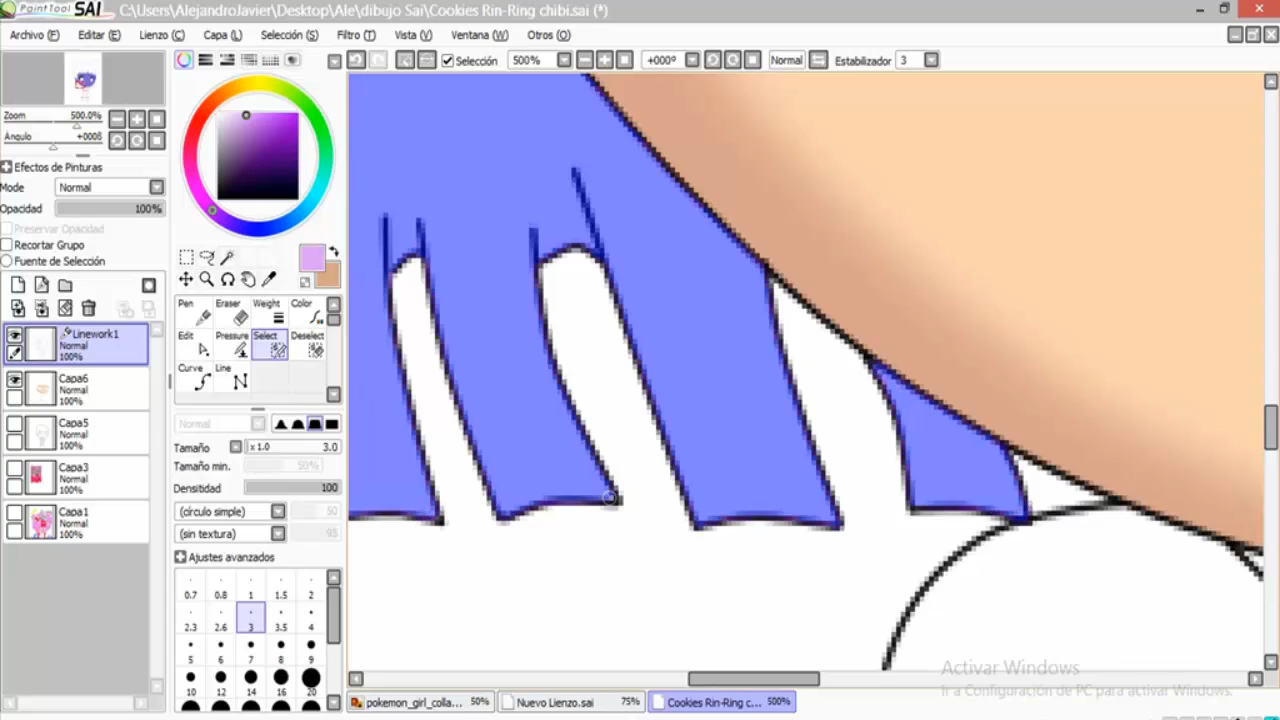 PaintTool SAI C:\Users\AlejandroJavier\Desktop\Ale\dibujo Sai\Cookies Rin-Ring chibi.sai (*)
Archivo (F) Editar (E) Lienzo (C) Capa (L) Selección (S) Filtro (T) Vista (V) Ventana (W) Otros (O)
Selección 500% +000º Normal Estabilizador 3
Zoom 500.0%
Angulo +000º
Efectos de Pinturas
Mode Normal
Opacidad 100%
Preservar Opacidad
Recortar Grupo
Fuente de Selección
Linework1
Normal
100%
Capa6
Normal
100%
Capa5
Normal
100%
Capa3
Normal
100%
Capa1
Normal
100%
Pen Eraser Weight Color
Edit Pressure Select Deselect
Curve Line
Normal
Tamaño x 1.0 3.0
Tamaño min. 50%
Densitidad 100
(círculo simple) 50
(sin textura) 95
Ajustes avanzados
0.7 0.8 1 1.5 2
2.3 2.6 3 3.5 4
5 6 7 8 9
10 12 14 16 20
Activar Windows
Ir a Configuración de PC para activar Windows.
pokemon_girl_colla... 50% Nuevo Lienzo.sai 75% Cookies Rin-Ring c... 500%